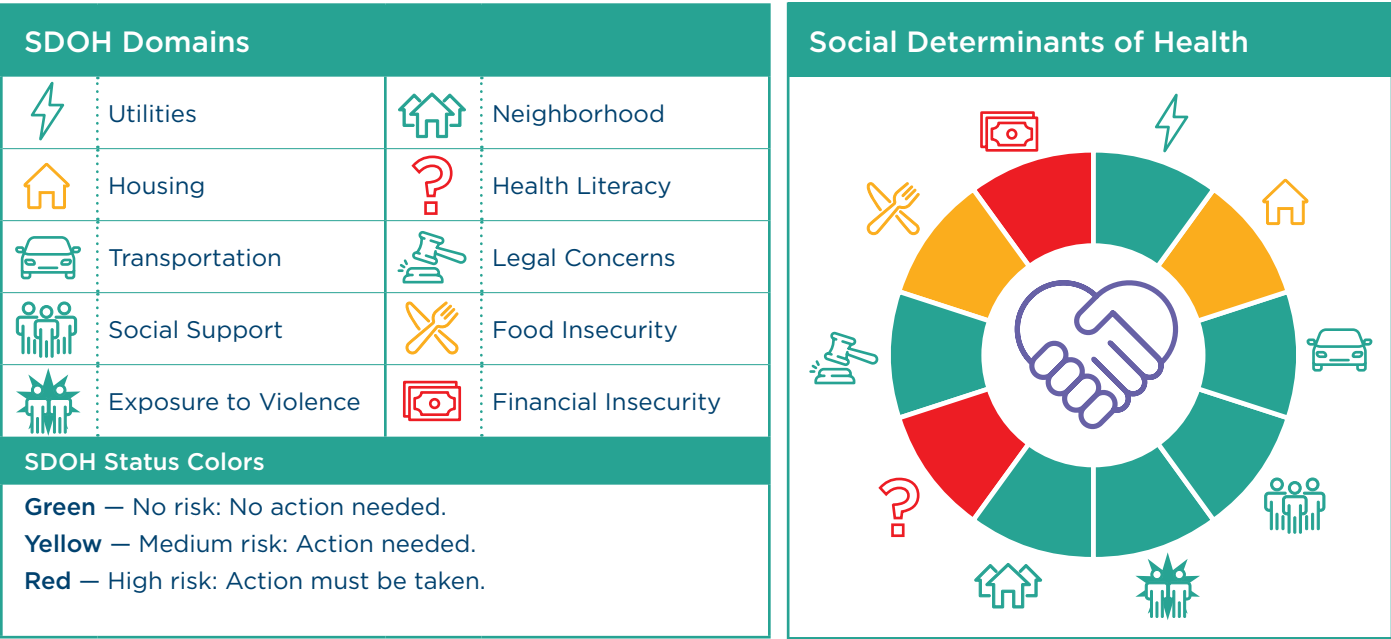 SDOH Domains
Utilities
Neighborhood
Housing
Health Literacy
Transportation
Legal Concerns
Social Support
Food Insecurity
Exposure to Violence
Financial Insecurity
SDOH Status Colors
Green — No risk: No action needed.
Yellow — Medium risk: Action needed.
Red — High risk: Action must be taken.
Social Determinants of Health